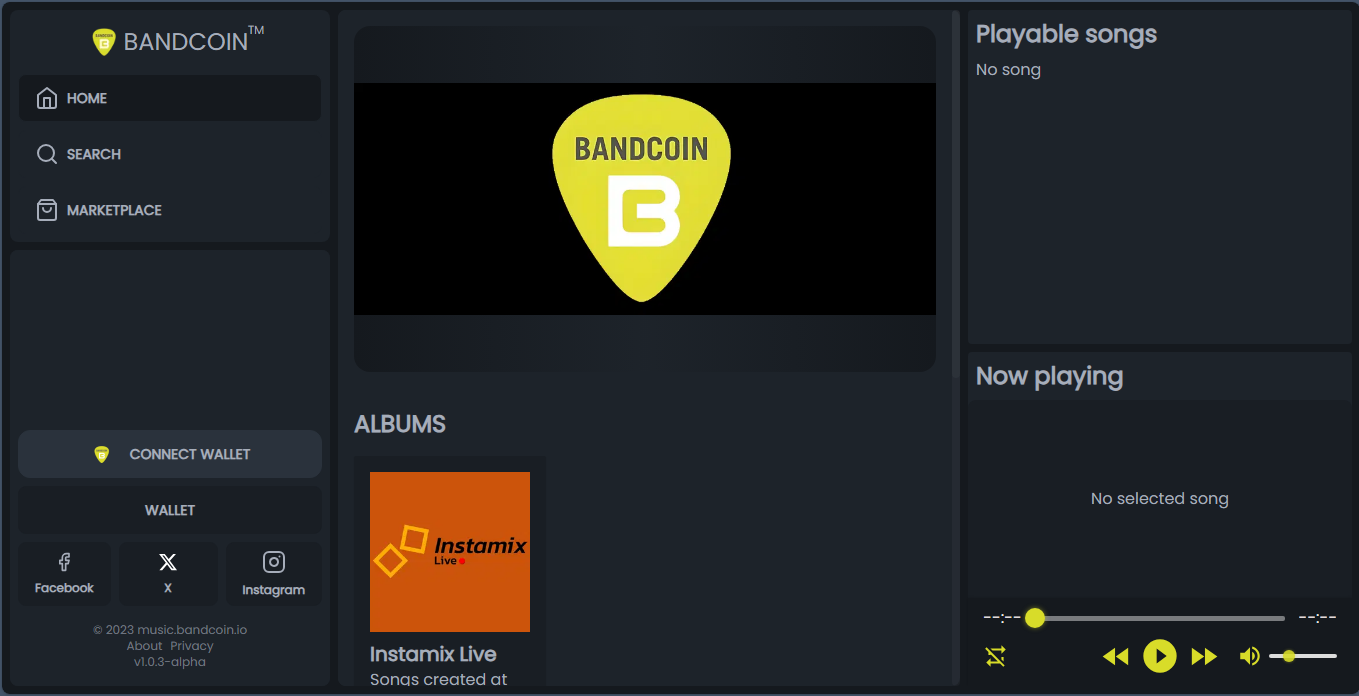 BANDCOIN™
HOME
SEARCH
MARKETPLACE
CONNECT WALLET
WALLET
Facebook
X
Instagram
© 2023 music.bandcoin.io
About Privacy
v1.0.3-alpha
BANDCOIN
B
ALBUMS
Instamix
Live
Instamix Live
Songs created at
Playable songs
No song
Now playing
No selected song
--:-- --:--